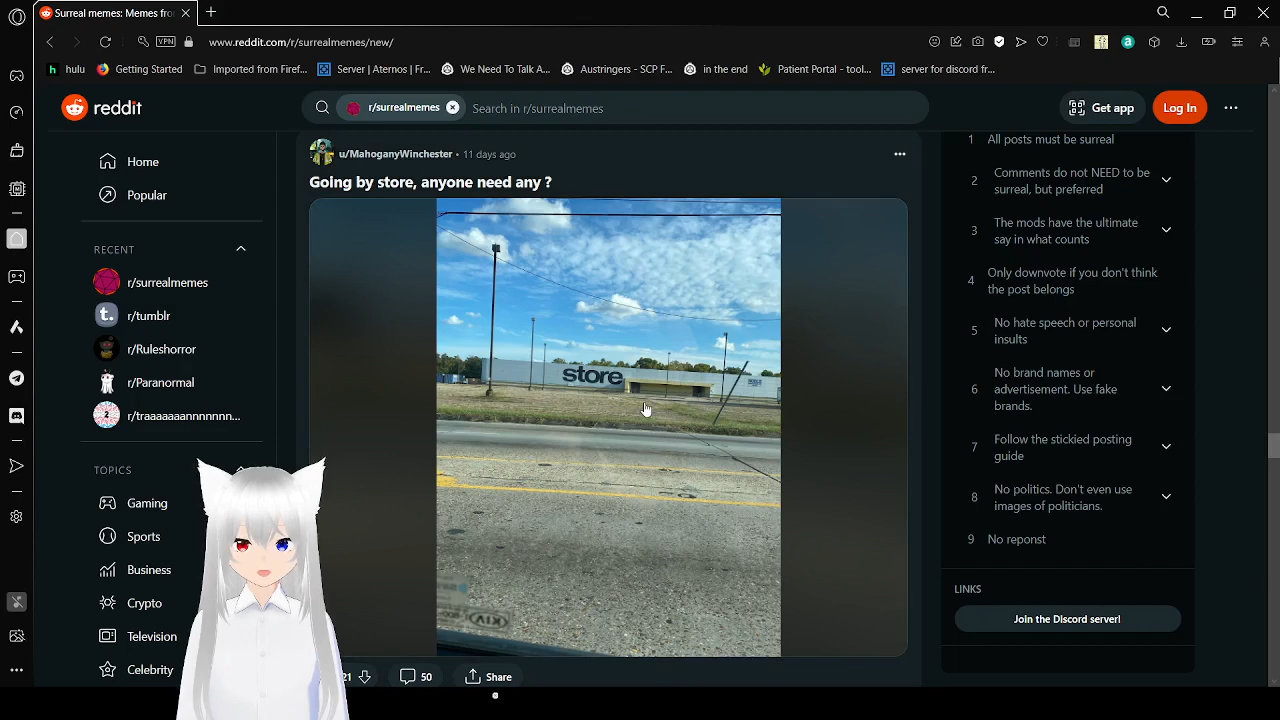 Surreal memes: Memes fro
VPN
www.reddit.com/r/surrealmemes/new/
hulu
Getting Started
Imported from Firef...
Server | Aternos | Fr...
We Need To Talk A...
Austringers - SCP F...
in the end
Patient Portal - tool...
server for discord fr...
reddit
r/surrealmemes
Search in r/surrealmemes
Get app
Log In
Home
Popular
RECENT
r/surrealmemes
r/tumblr
r/Ruleshorror
r/Paranormal
r/traaaaaaannnnnnn...
TOPICS
Gaming
Sports
Business
Crypto
Television
Celebrity
u/MahoganyWinchester • 11 days ago
Going by store, anyone need any ?
store
21
50
Share
1 All posts must be surreal
2 Comments do not NEED to be
surreal, but preferred
3 The mods have the ultimate
say in what counts
4 Only downvote if you don't think
the post belongs
5 No hate speech or personal
insults
6 No brand names or
advertisement. Use fake
brands.
7 Follow the stickied posting
guide
8 No politics. Don't even use
images of politicians.
9 No reponst
LINKS
Join the Discord server!